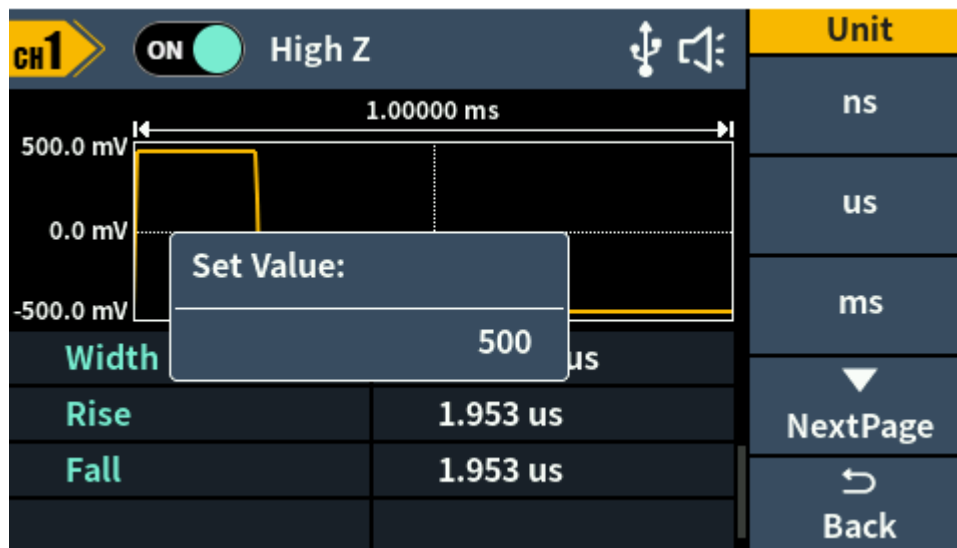 CH1 ON High Z
Unit
1.00000 ms
ns
500.0 mV
us
0.0 mV
Set Value:
-500.0 mV
ms
500
Width us
Rise 1.953 us
NextPage
Fall 1.953 us
Back